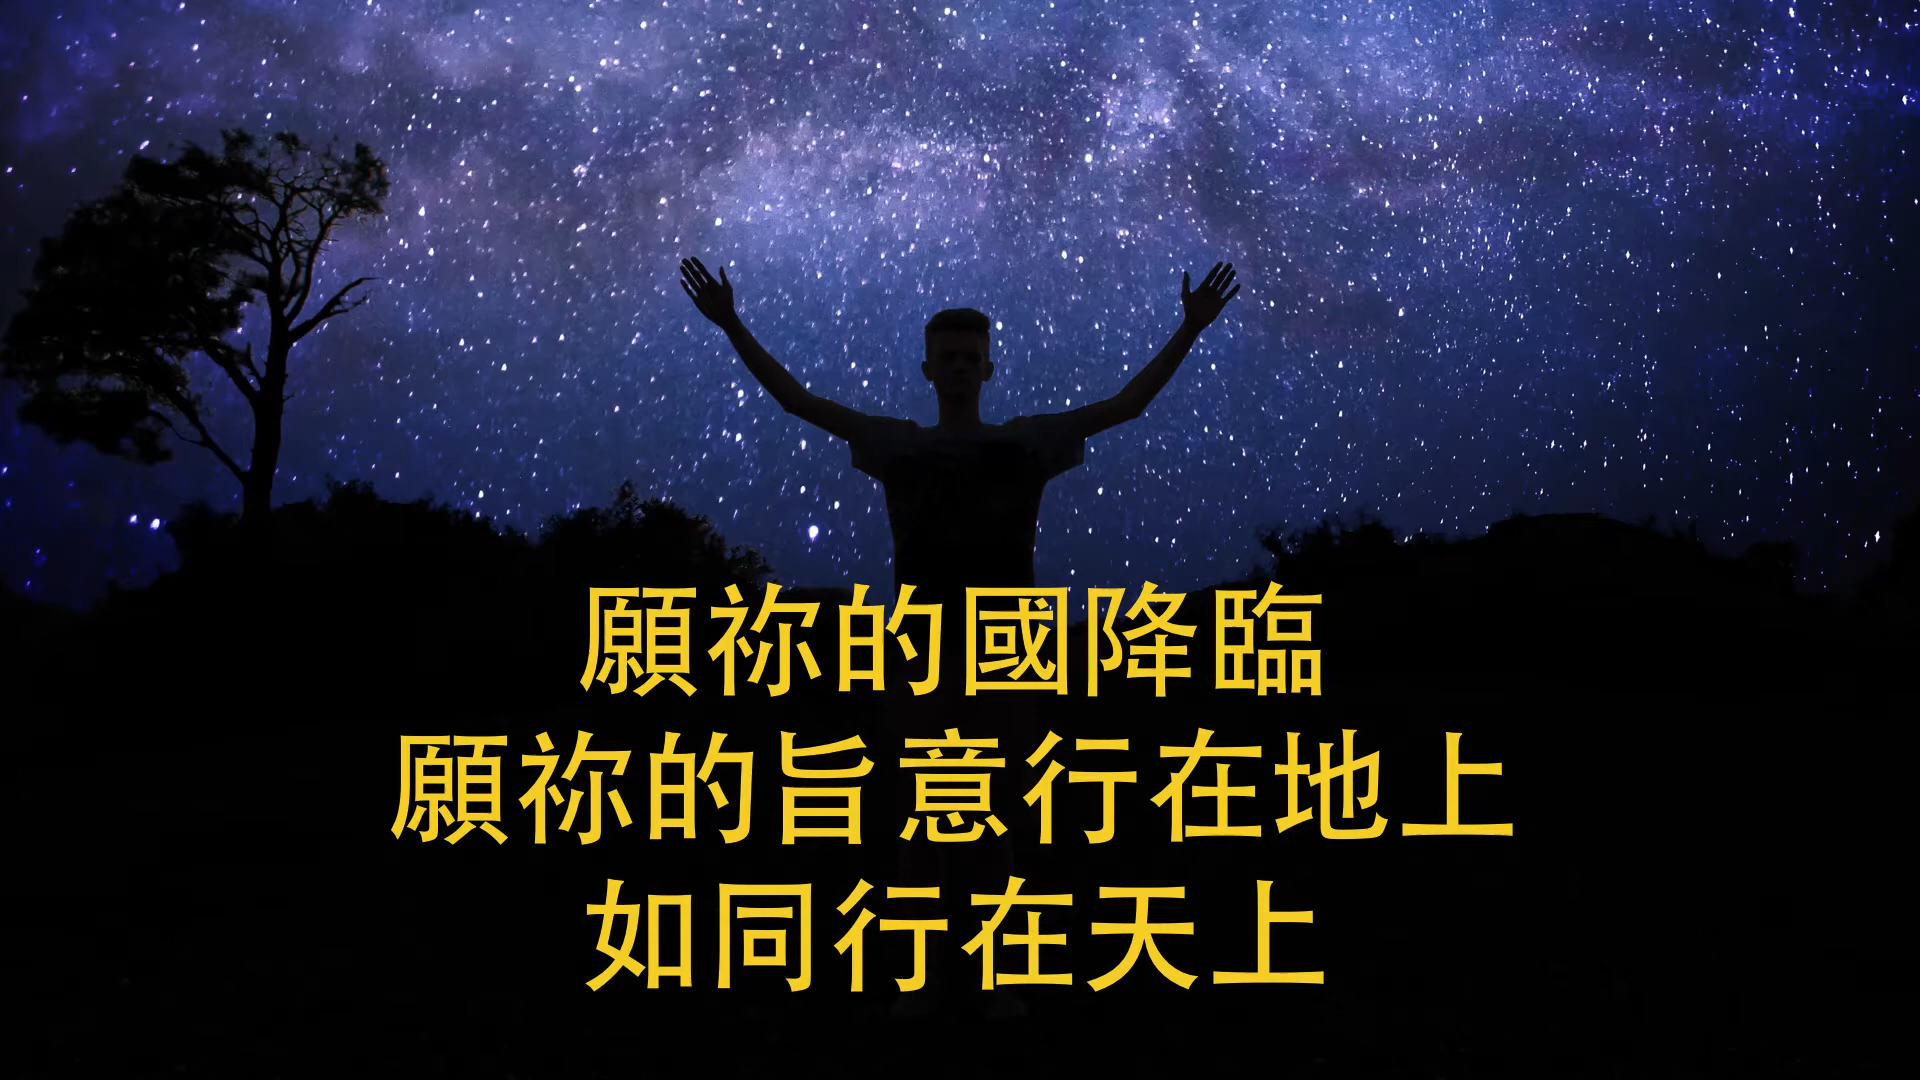 願祢的國降臨
願祢的旨意行在地上
如同行在天上